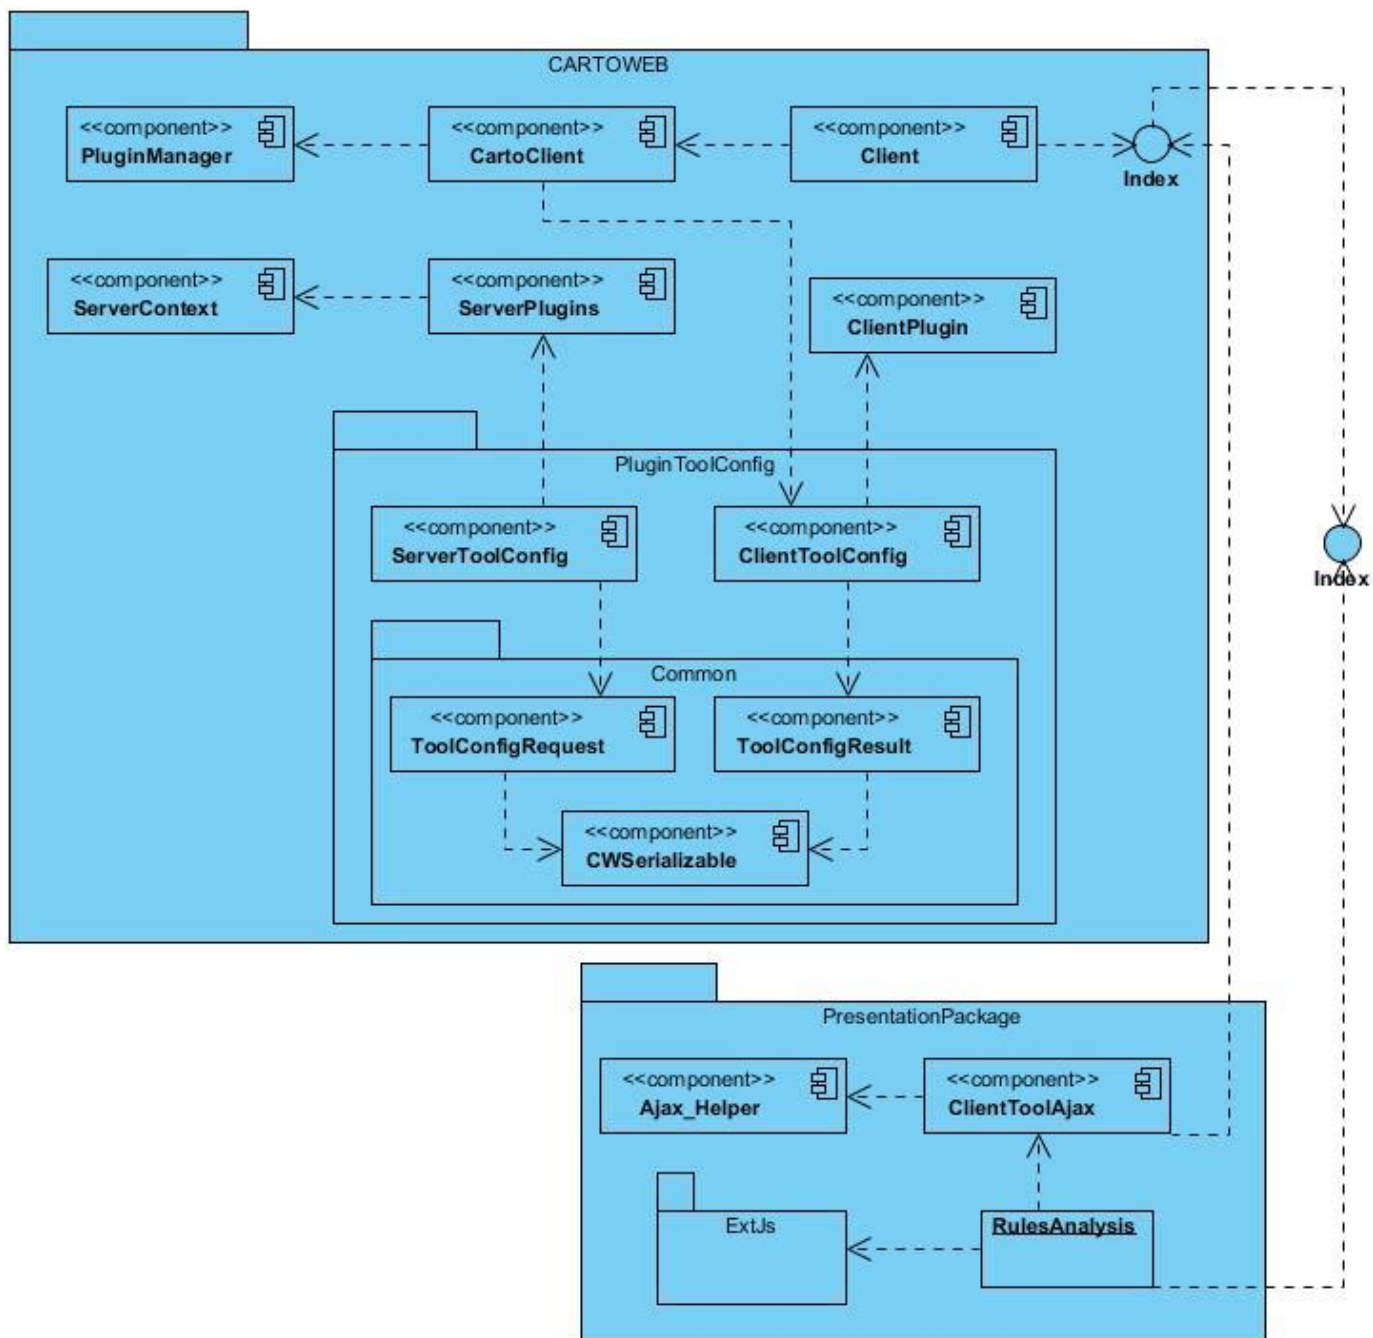 CARTOWEB
<<component>>
PluginManager
<<component>>
CartoClient
<<component>>
Client
Index
<<component>>
ServerContext
<<component>>
ServerPlugins
<<component>>
ClientPlugin
PluginToolConfig
<<component>>
ServerToolConfig
<<component>>
ClientToolConfig
Index
Common
<<component>>
ToolConfigRequest
<<component>>
ToolConfigResult
<<component>>
CWSerializable
PresentationPackage
<<component>>
Ajax_Helper
<<component>>
ClientToolAjax
ExtJs
RulesAnalysis